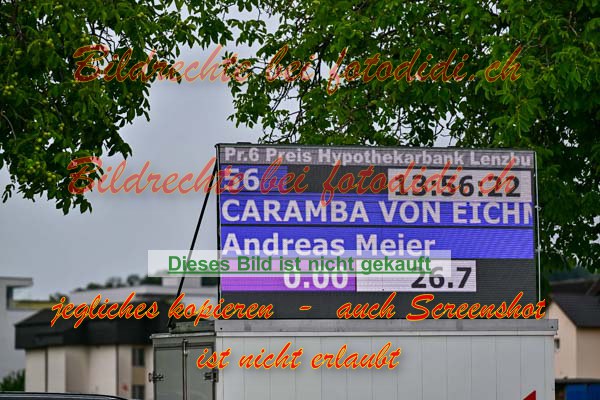 Bildrechte bei fotodidi.ch
Pr.6 Preis Hypothekarbank Lenzbu
56 13:56:22
Bildrechte bei fotodidi.ch
CARAMBA VON EICHN
Andreas Meier
Dieses Bild ist nicht gekauft
0.00 26.7
jegliches kopieren - auch Screenshot
ist nicht erlaubt